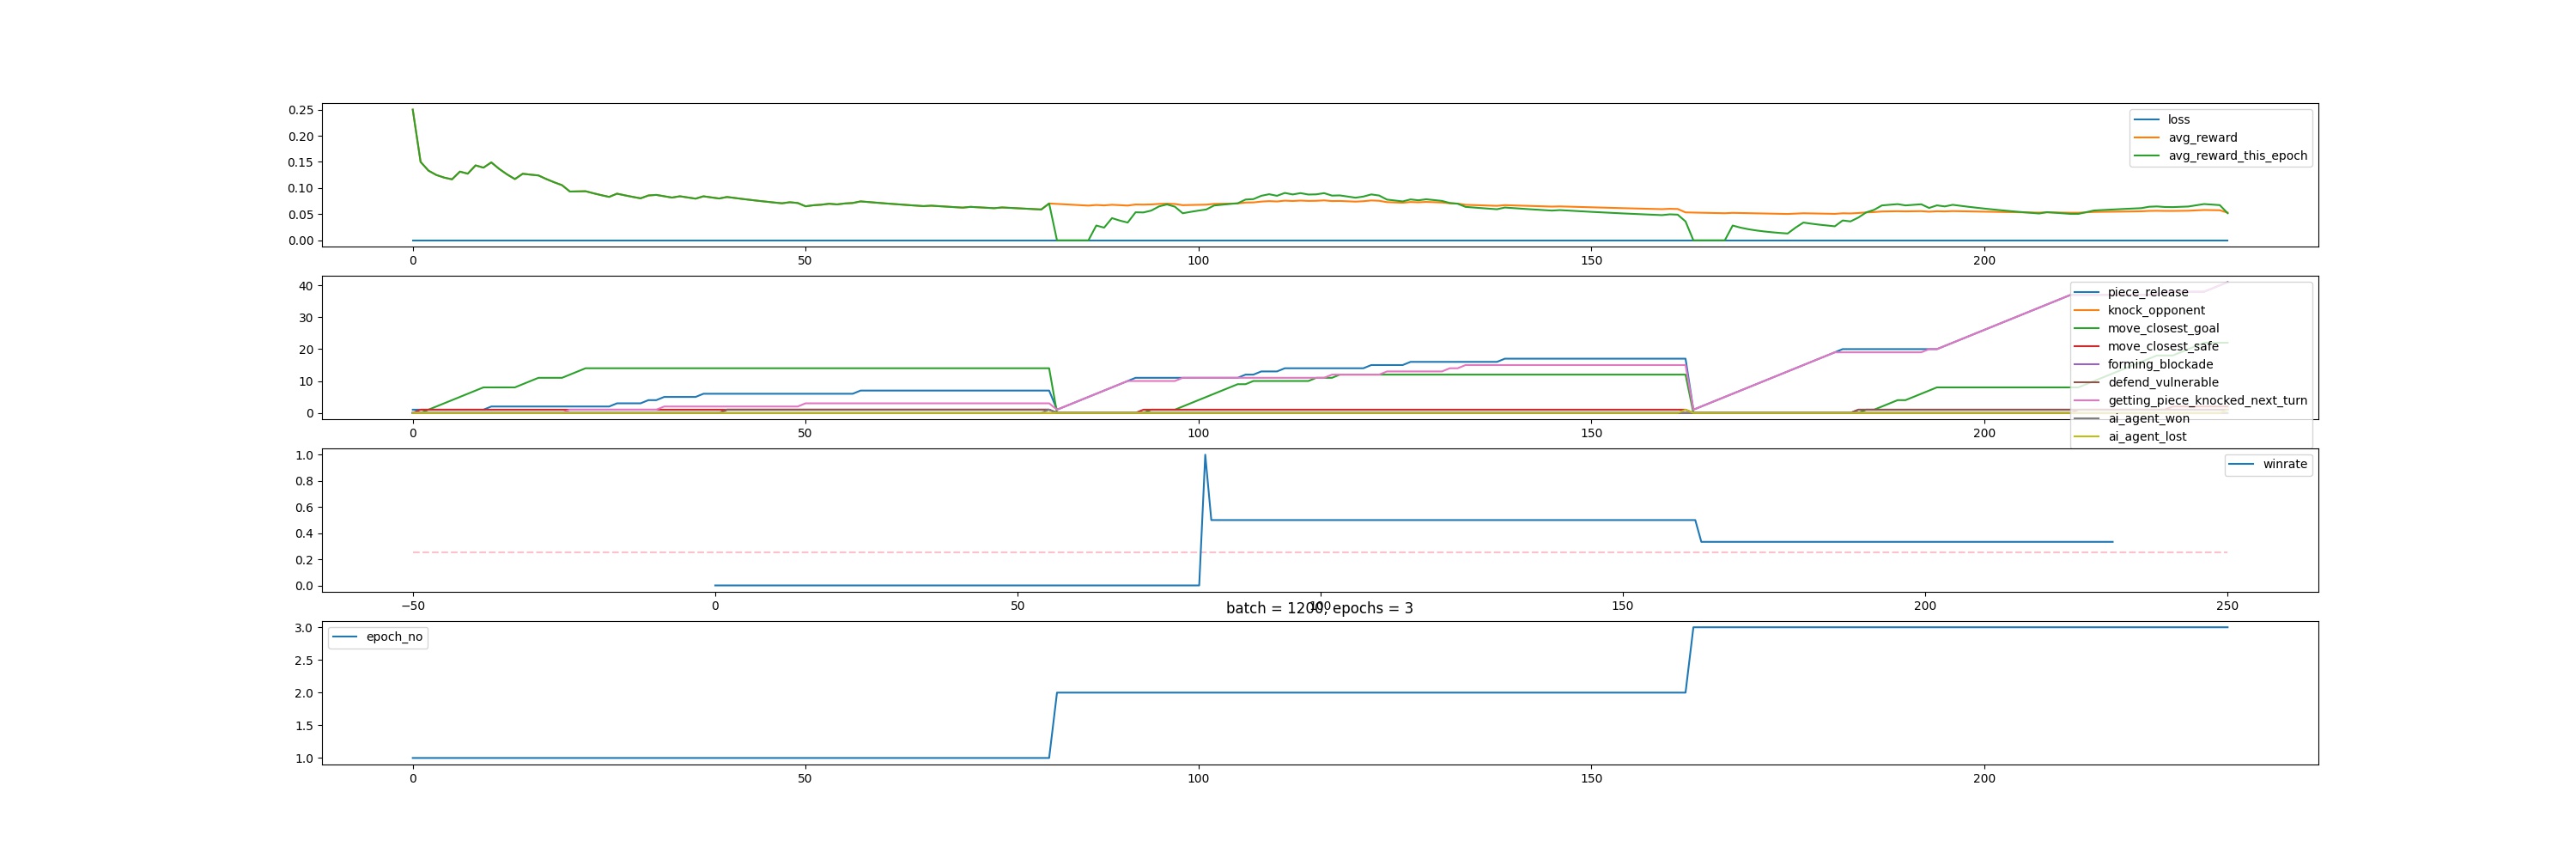 0.25
0.20
0.15
0.10
0.05
0.00
0 50 100 150 200
loss
avg_reward
avg_reward_this_epoch
40
30
20
10
0
0 50 100 150 200
piece_release
knock_opponent
move_closest_goal
move_closest_safe
forming_blockade
defend_vulnerable
getting_piece_knocked_next_turn
ai_agent_won
ai_agent_lost
1.0
0.8
0.6
0.4
0.2
0.0
winrate
−50 0 50 100 150 200 250
batch = 1200, epochs = 3
3.0
2.5
2.0
1.5
1.0
epoch_no
0 50 100 150 200